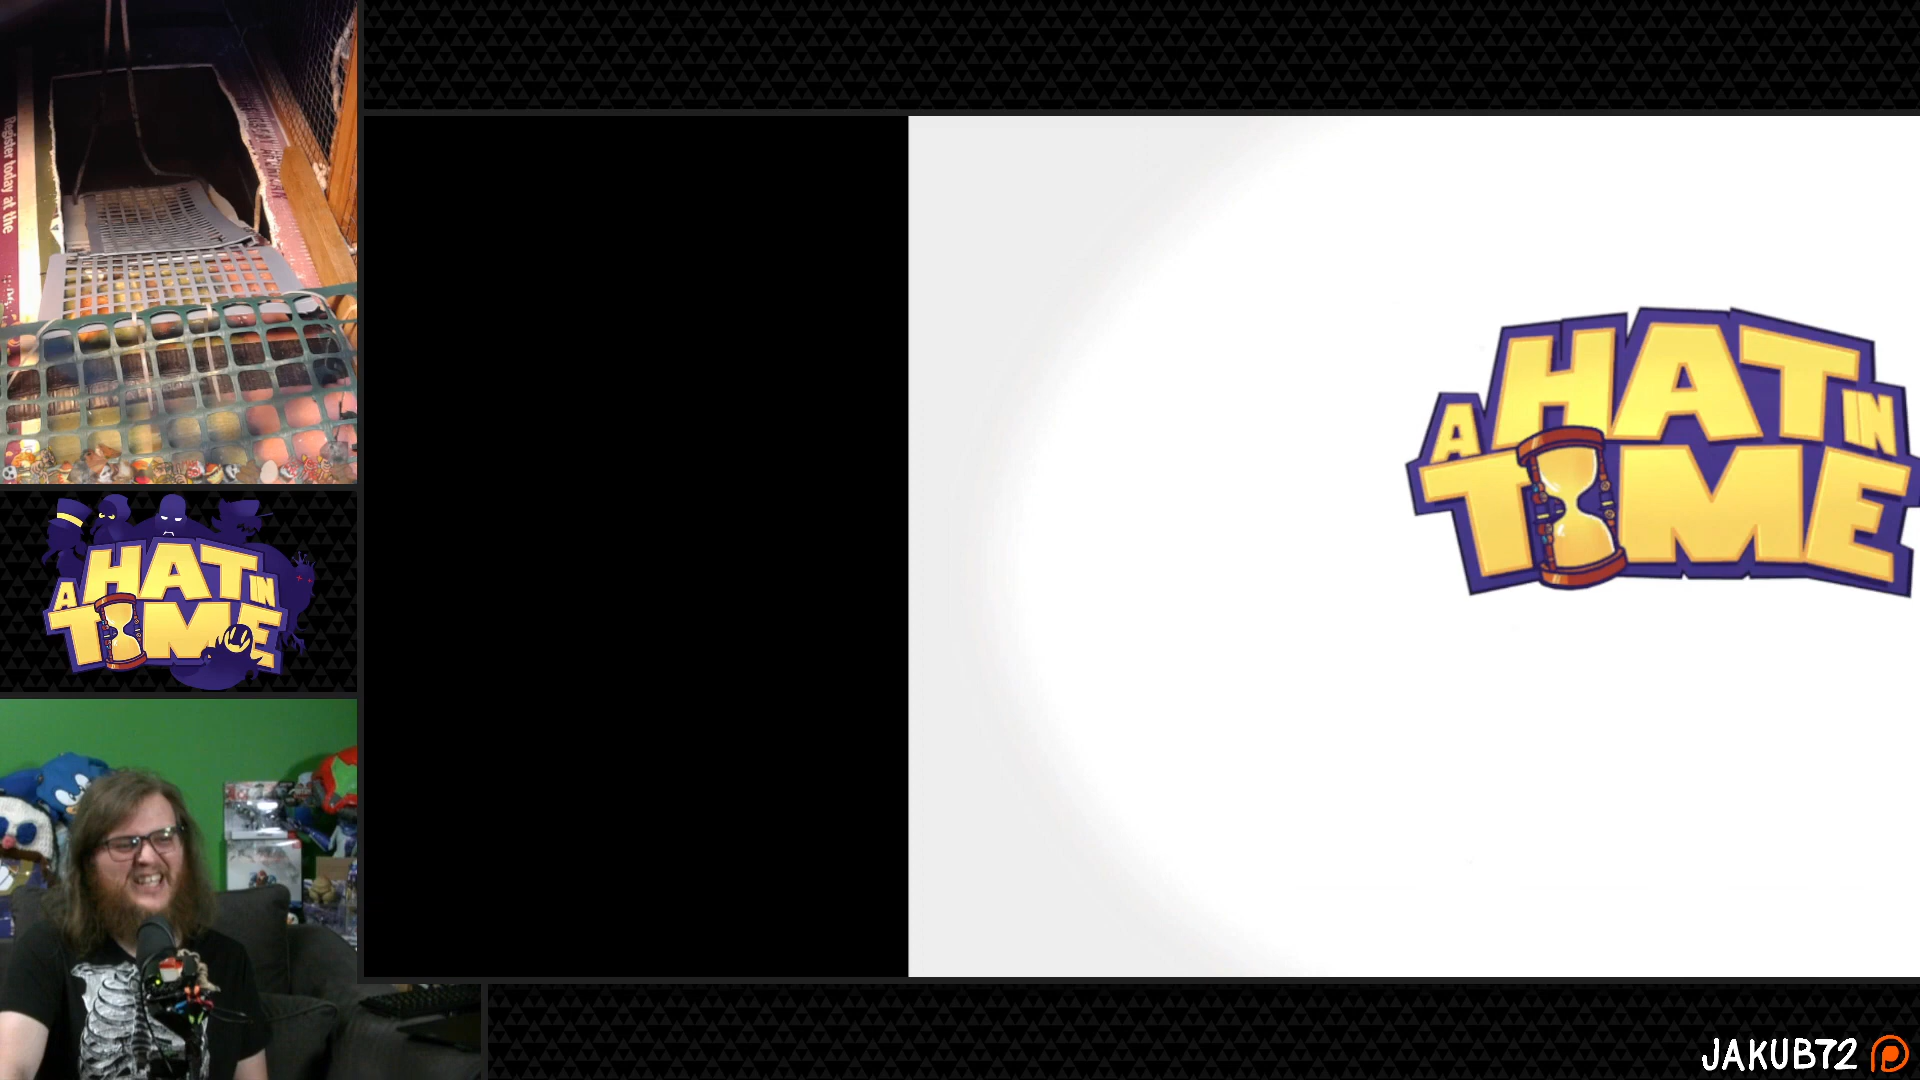 Register today at the
A HAT IN
TIME
A HAT IN
TIME
JAKUB72